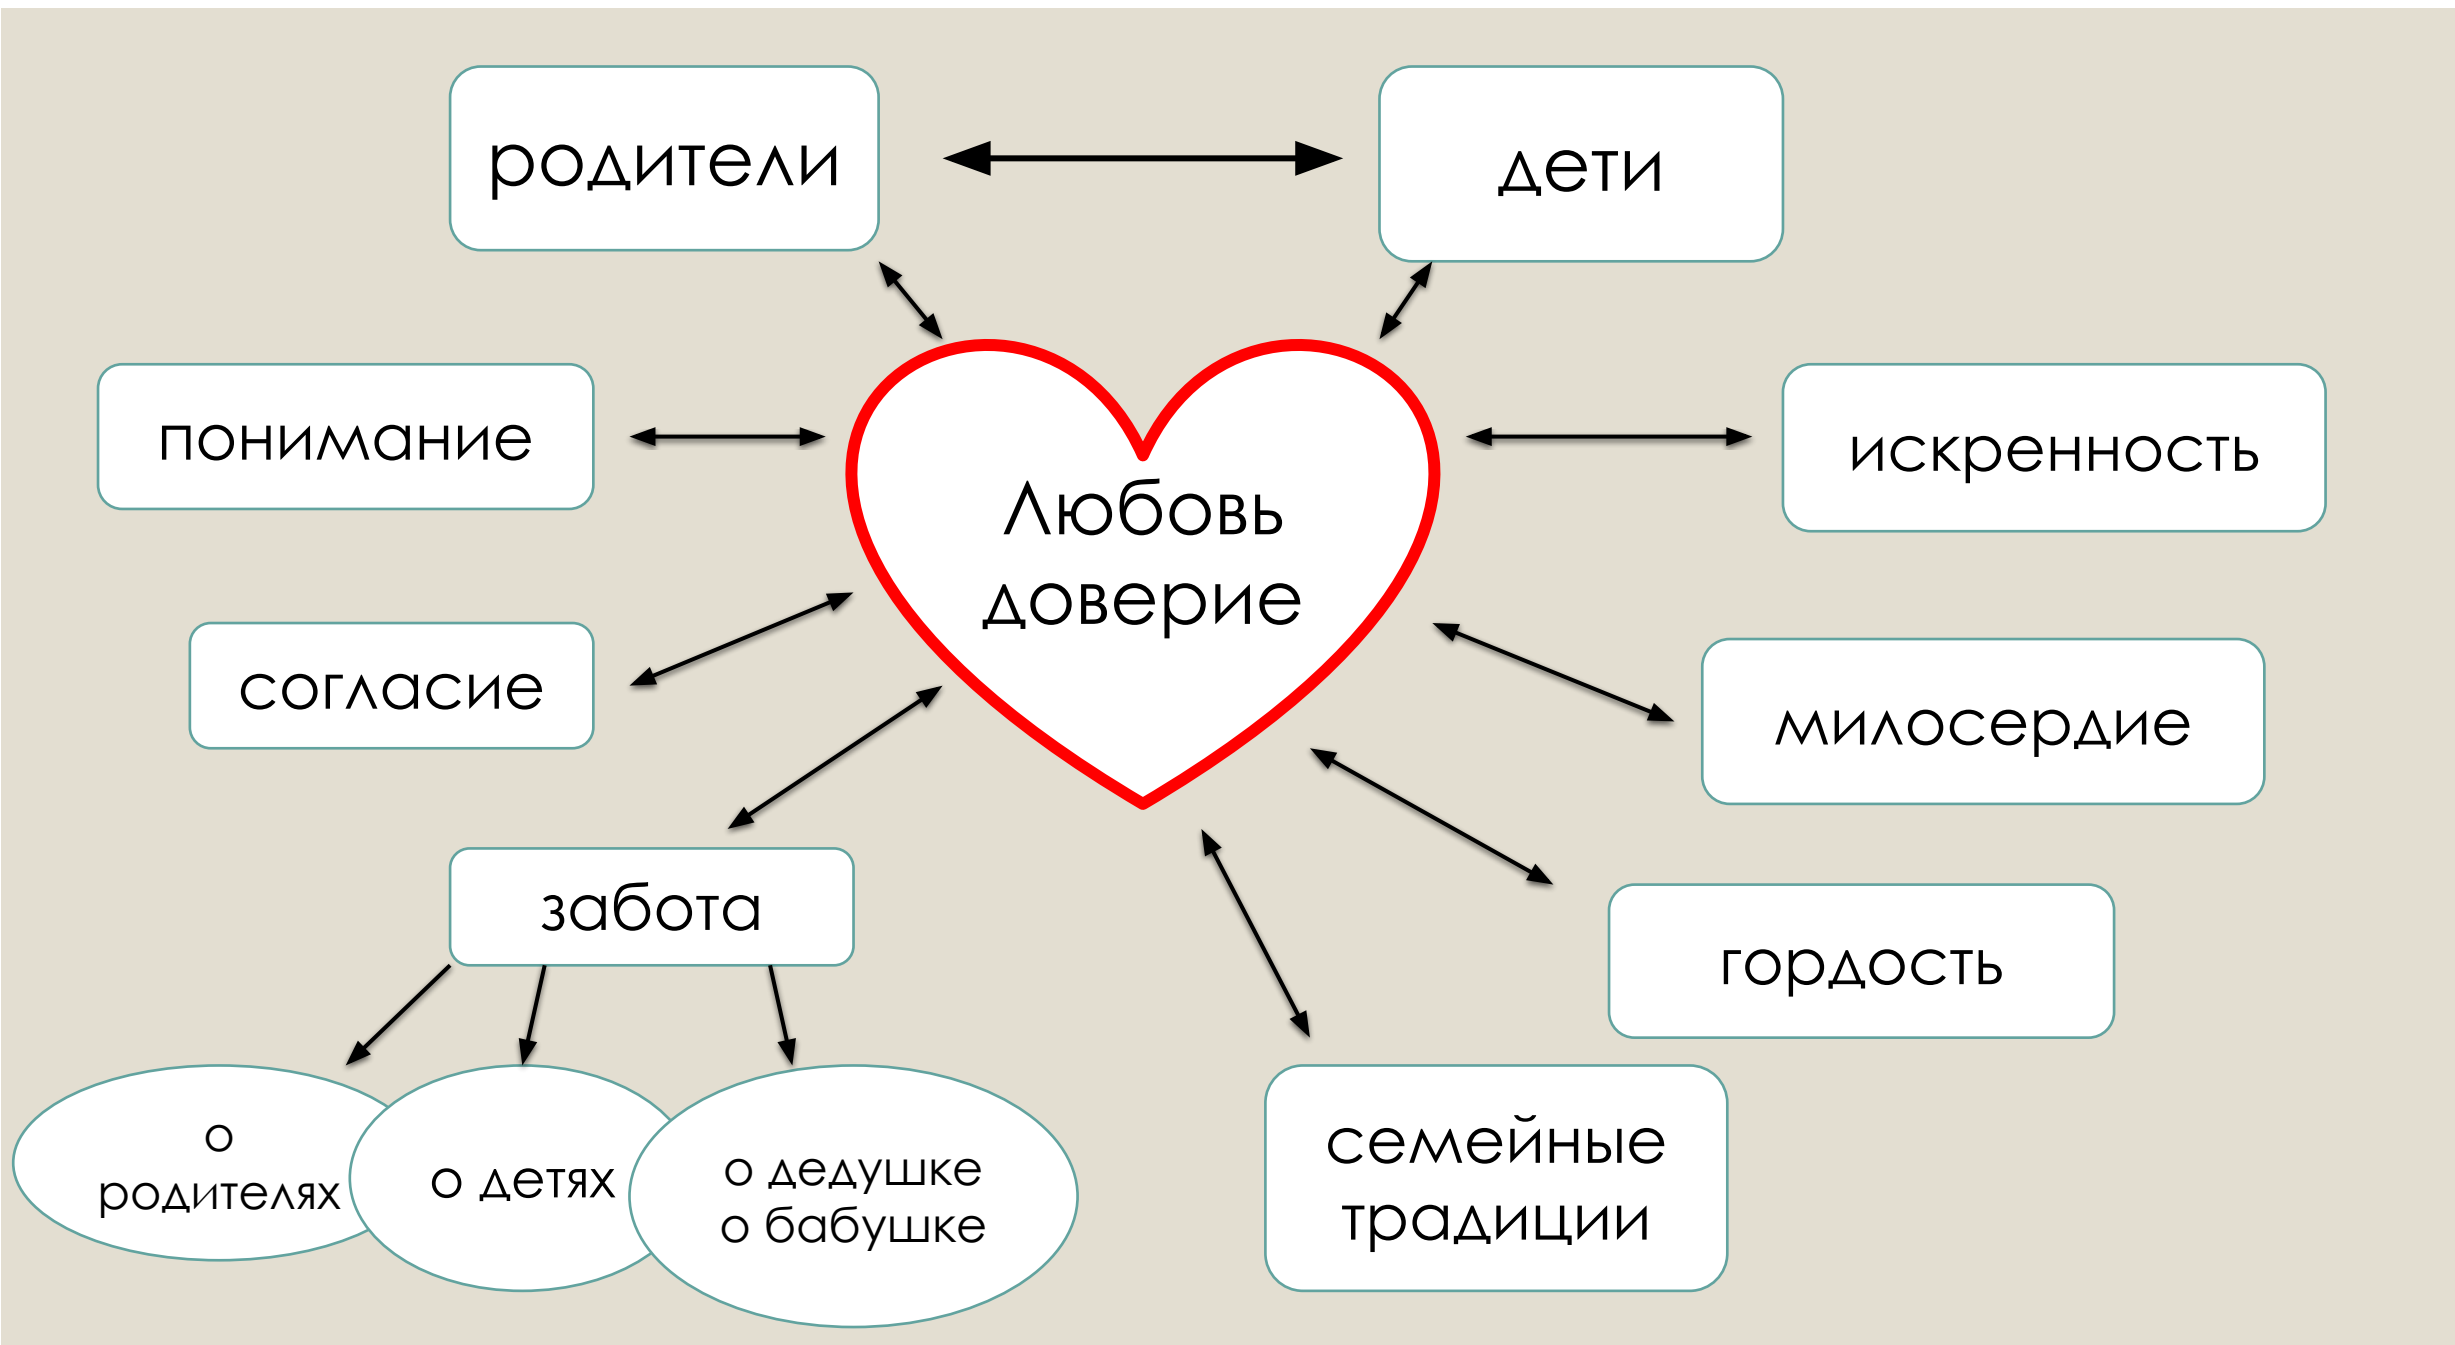 родители
дети
понимание
искренность
Любовь
доверие
согласие
милосердие
забота
гордость
о
родителях
о детях
о дедушке
о бабушке
семейные
традиции